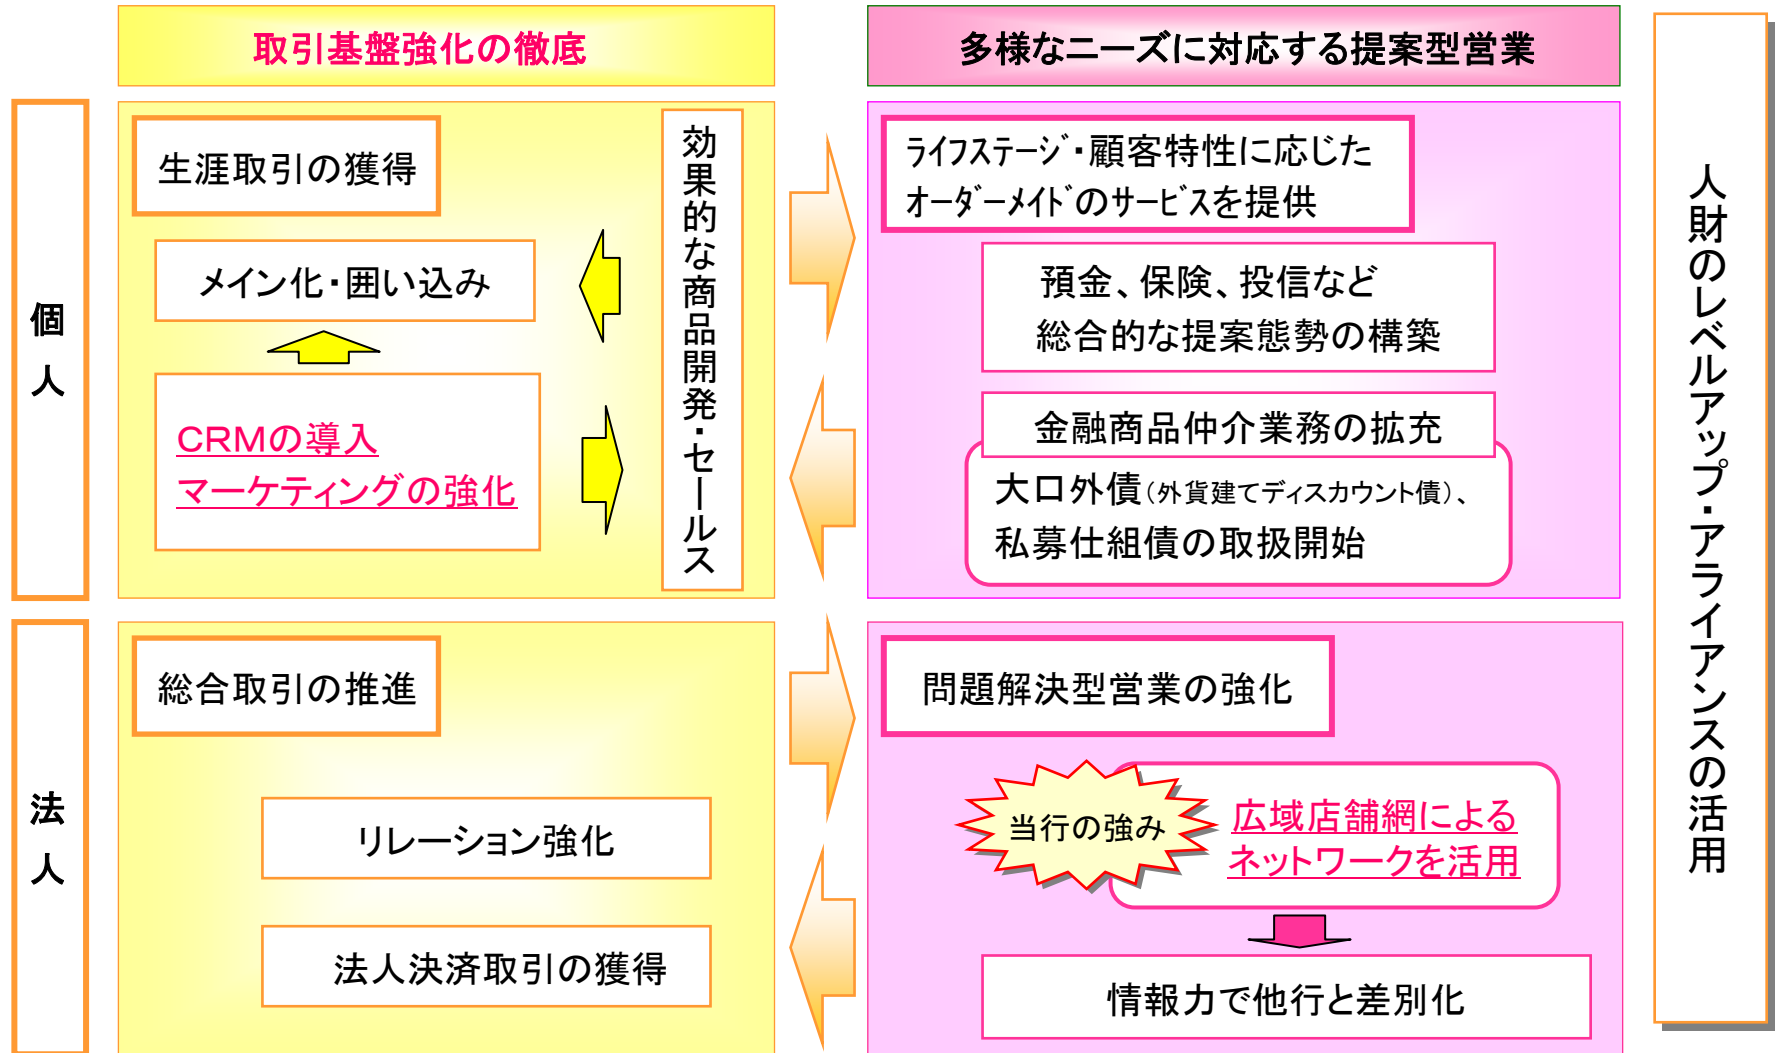 取引基盤強化の徹底
多様なニーズに対応する提案型営業
個人
生涯取引の獲得
メイン化・囲い込み
CRMの導入
マーケティングの強化
効果的な商品開発・セールス
ライフステージ・顧客特性に応じた
オーダーメイドのサービスを提供
預金、保険、投信など
総合的な提案態勢の構築
金融商品仲介業務の拡充
大口外債（外貨建てディスカウント債）、
私募仕組債の取扱開始
法人
総合取引の推進
リレーション強化
法人決済取引の獲得
問題解決型営業の強化
当行の強み
広域店舗網による
ネットワークを活用
情報力で他行と差別化
人財のレベルアップ・アライアンスの活用